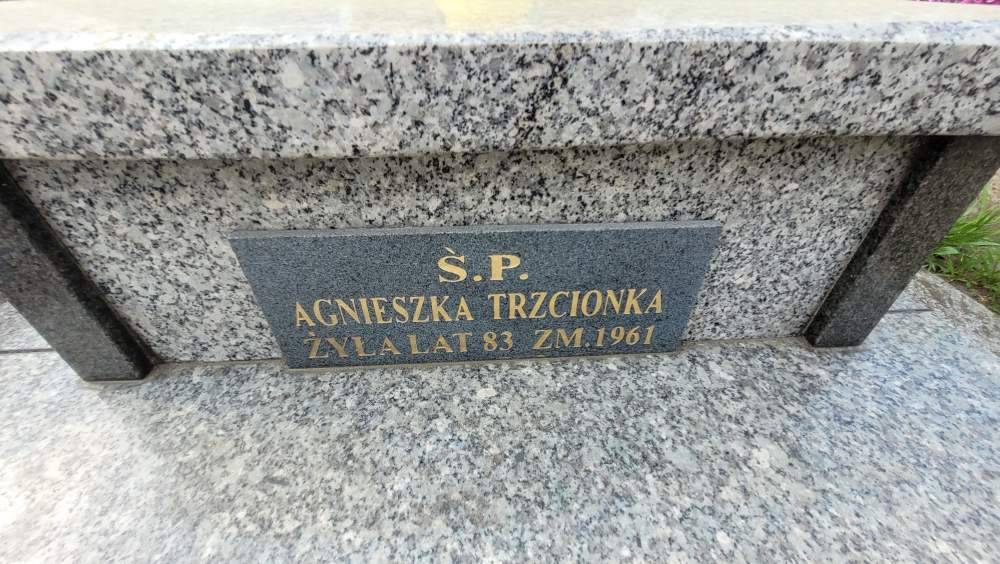 Ś.P.
AGNIESZKA TRZCIONKA
ŻYŁA LAT 83 ZM.1961